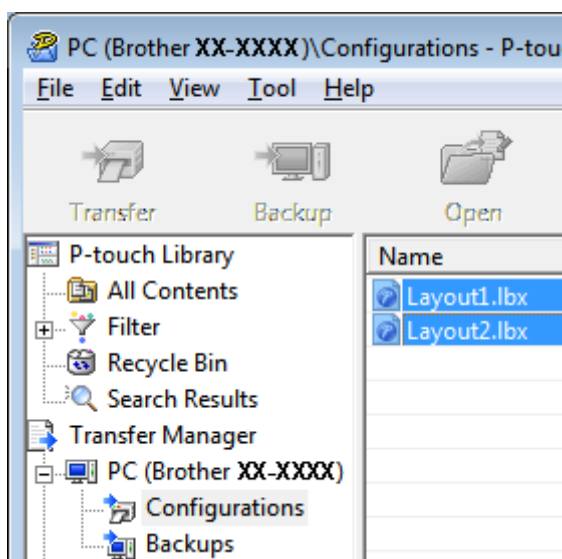 PC (Brother XX-XXXX)\Configurations - P-tou
File Edit View Tool Help
Transfer Backup Open
P-touch Library
All Contents
Filter
Recycle Bin
Search Results
Transfer Manager
PC (Brother XX-XXXX)
Configurations
Backups
Name
Layout1.lbx
Layout2.lbx